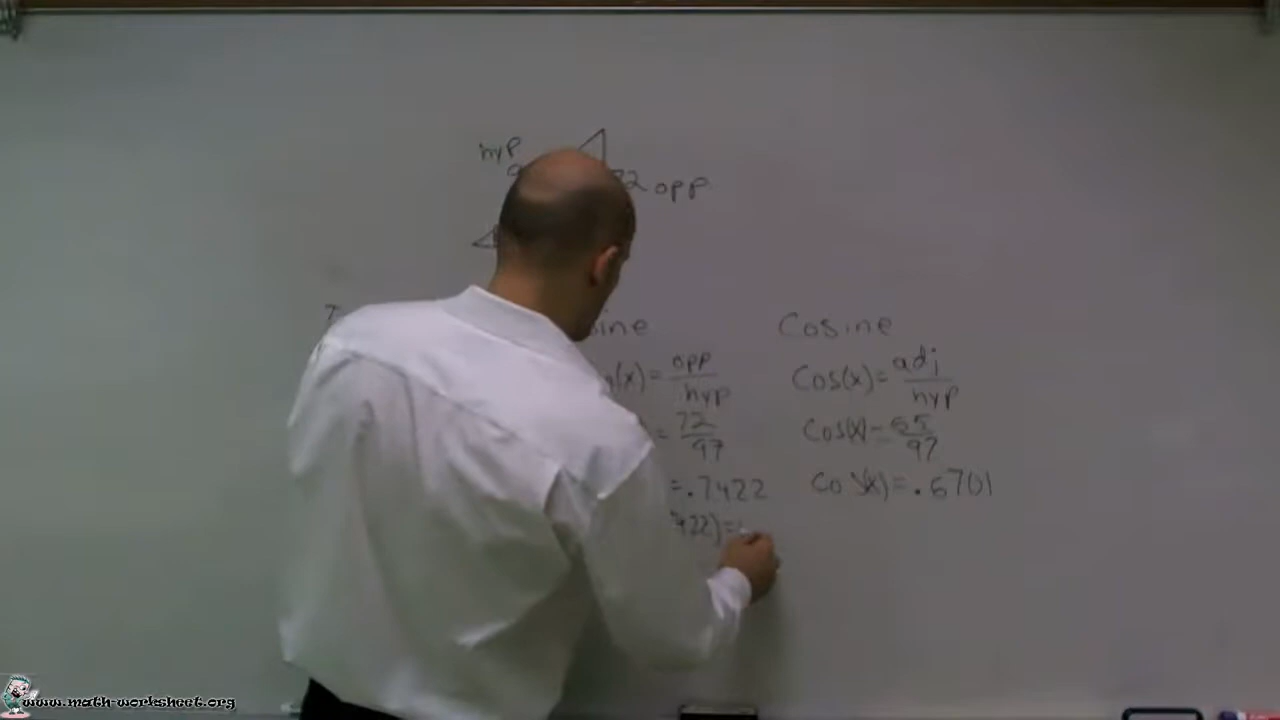 hyp
72 opp
sine
Cosine
(x) = opp/hyp
Cos(x) = adj/hyp
= 72/97
Cos(x) = 65/97
= .7422
Cos(x) = .6701
422) =
www.math-worksheet.org